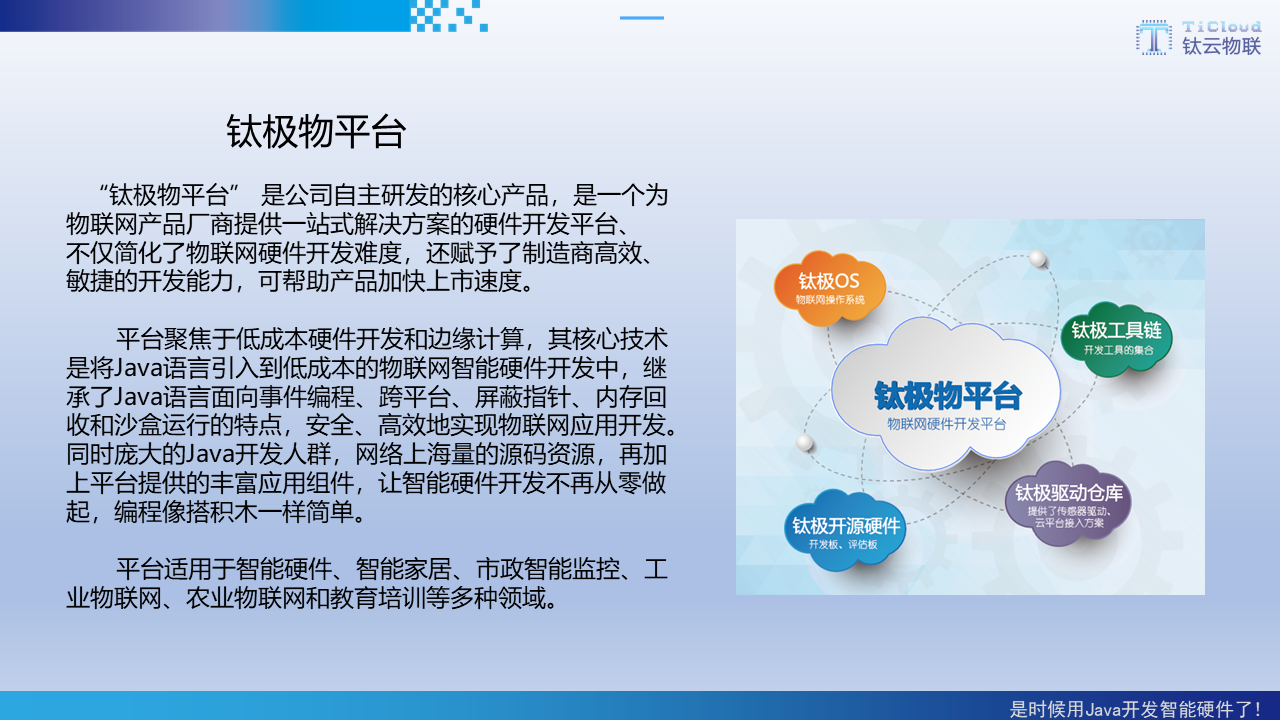 TiCloud
钛云物联
钛极物平台
“钛极物平台” 是公司自主研发的核心产品，是一个为
物联网产品厂商提供一站式解决方案的硬件开发平台、
不仅简化了物联网硬件开发难度，还赋予了制造商高效、
敏捷的开发能力，可帮助产品加快上市速度。
平台聚焦于低成本硬件开发和边缘计算，其核心技术
是将Java语言引入到低成本的物联网智能硬件开发中，继
承了Java语言面向事件编程、跨平台、屏蔽指针、内存回
收和沙盒运行的特点，安全、高效地实现物联网应用开发。
同时庞大的Java开发人群，网络上海量的源码资源，再加
上平台提供的丰富应用组件，让智能硬件开发不再从零做
起，编程像搭积木一样简单。
平台适用于智能硬件、智能家居、市政智能监控、工
业物联网、农业物联网和教育培训等多种领域。
钛极OS
物联网操作系统
钛极工具链
开发工具的集合
钛极物平台
物联网硬件开发平台
钛极驱动仓库
提供了传感器驱动、
云平台接入方案
钛极开源硬件
开发板、评估板
是时候用Java开发智能硬件了！